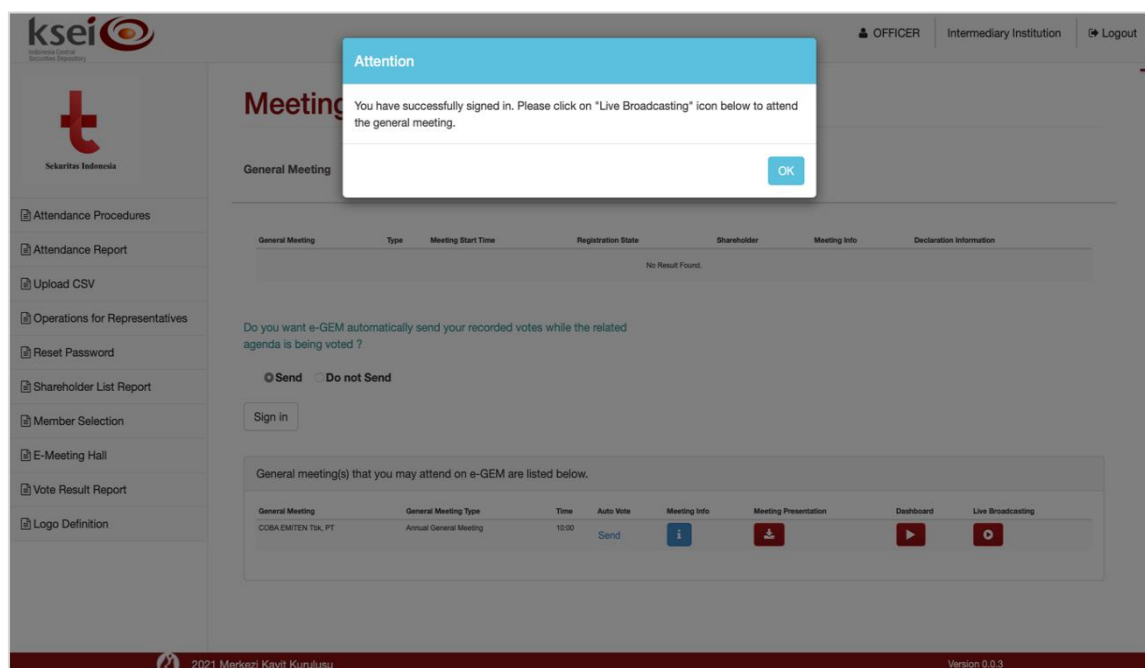 ksei
Indonesia Central
Securities Depository
OFFICER
Intermediary Institution
Logout
Attention
You have successfully signed in. Please click on "Live Broadcasting" icon below to attend
the general meeting.
OK
Sekuritas Indonesia
Attendance Procedures
Attendance Report
Upload CSV
Operations for Representatives
Reset Password
Shareholder List Report
Member Selection
E-Meeting Hall
Vote Result Report
Logo Definition
Meeting
General Meeting
General Meeting Type Meeting Start Time Registration State Shareholder Meeting Info Declaration Information
No Result Found.
Do you want e-GEM automatically send your recorded votes while the related
agenda is being voted ?
Send Do not Send
Sign in
General meeting(s) that you may attend on e-GEM are listed below.
General Meeting General Meeting Type Time Auto Vote Meeting Info Meeting Presentation Dashboard Live Broadcasting
COBA EMITEN Tbk, PT Annual General Meeting 10:00 Send
2021 Merkezi Kayit Kurulusu
Version 0.0.3